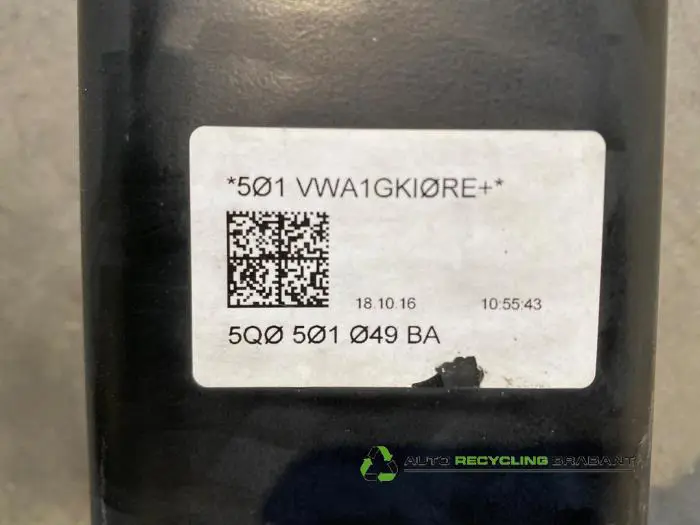 *5Ø1 VWA1GKIØRE+*
18.10.16 10:55:43
5QØ 5Ø1 Ø49 BA
AUTO RECYCLING BRABANT